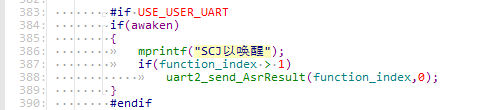 383: #if USE_USER_UART
384: if(awaken)
385: {
386: mprintf("SCJ以唤醒");
387: if(function_index > 1)
388: uart2_send_AsrResult(function_index,0);
389: }
390: #endif